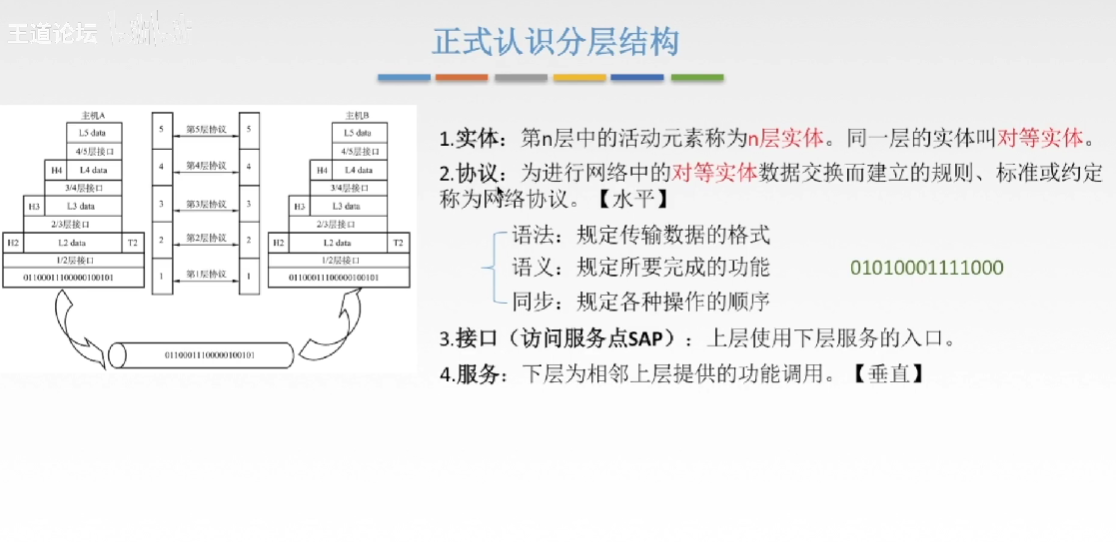 王道论坛
正式认识分层结构
主机A
L5 data
4/5层接口
H4 L4 data
3/4层接口
H3 L3 data
2/3层接口
H2 L2 data T2
1/2层接口
01100011100000100101
5 第5层协议 5
4 第4层协议 4
3 第3层协议 3
2 第2层协议 2
1 第1层协议 1
主机B
L5 data
4/5层接口
H4 L4 data
3/4层接口
H3 L3 data
2/3层接口
H2 L2 data T2
1/2层接口
01100011100000100101
01100011100000100101
1.实体：第n层中的活动元素称为n层实体。同一层的实体叫对等实体。
2.协议：为进行网络中的对等实体数据交换而建立的规则、标准或约定
称为网络协议。【水平】
语法：规定传输数据的格式
语义：规定所要完成的功能
01010001111000
同步：规定各种操作的顺序
3.接口（访问服务点SAP）：上层使用下层服务的入口。
4.服务：下层为相邻上层提供的功能调用。【垂直】